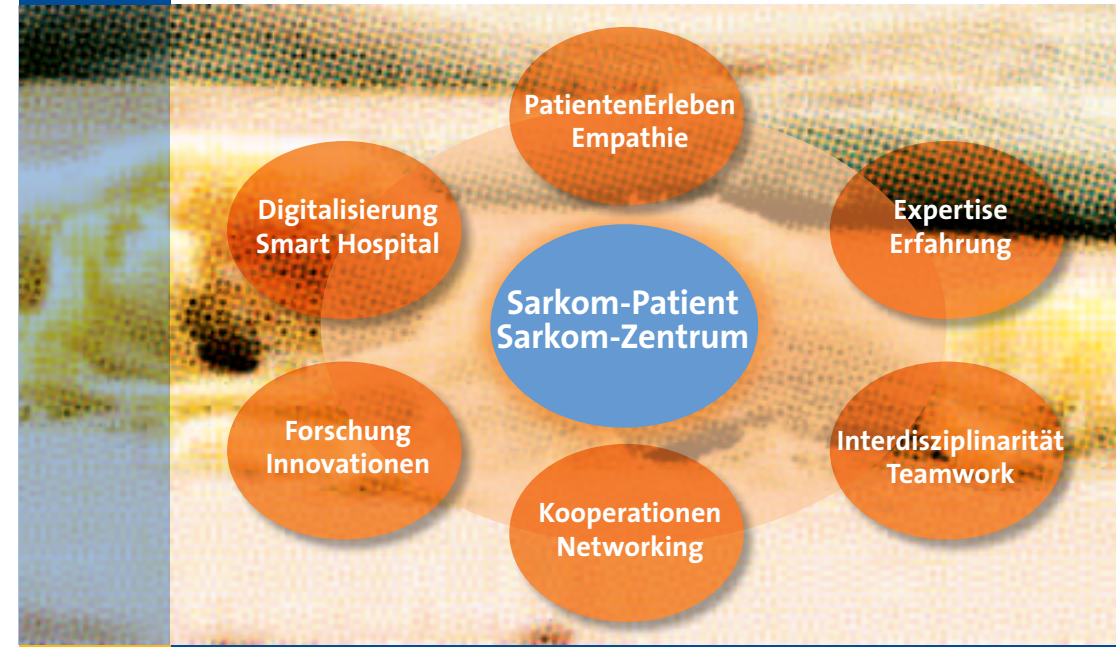 PatientenErleben
Empathie
Digitalisierung
Smart Hospital
Expertise
Erfahrung
Sarkom-Patient
Sarkom-Zentrum
Forschung
Innovationen
Interdisziplinarität
Teamwork
Kooperationen
Networking